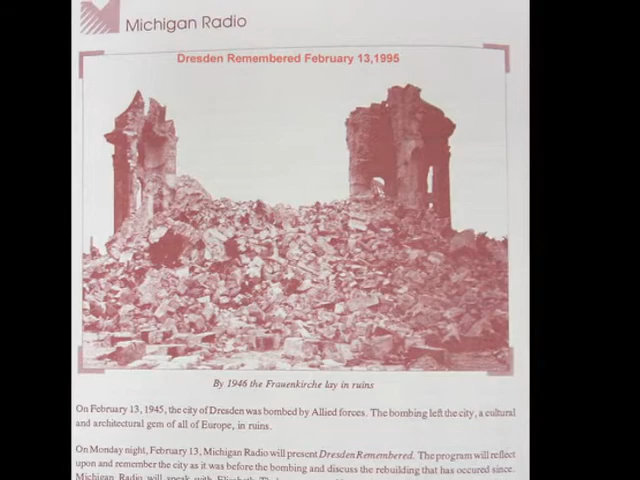 Michigan Radio
Dresden Remembered February 13,1995
By 1946 the Frauenkirche lay in ruins
On February 13, 1945, the city of Dresden was bombed by Allied forces. The bombing left the city, a cultural
and architectural gem of all of Europe, in ruins.
On Monday night, February 13, Michigan Radio will present Dresden Remembered. The program will reflect
upon and remember the city as it was before the bombing and discuss the rebuilding that has occured since.
Michigan Radio will speak with Elizabeth